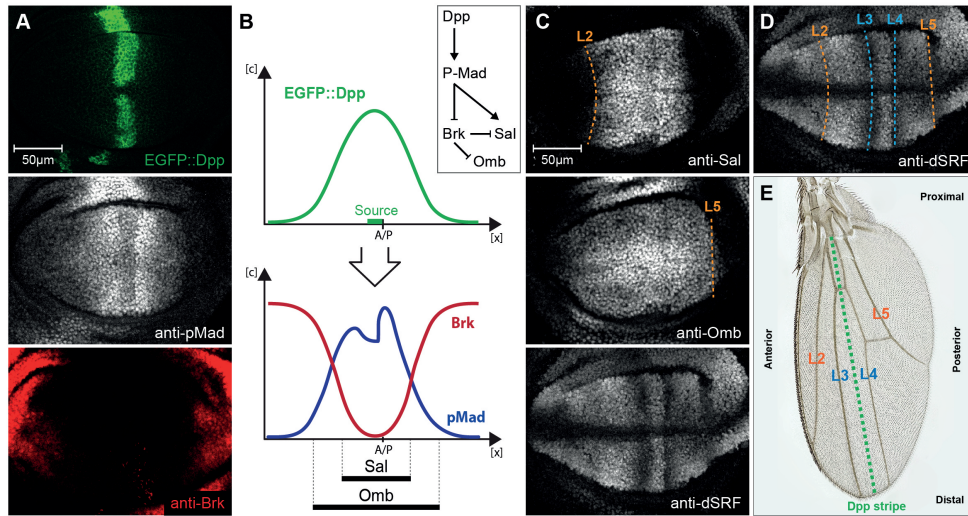 A
50µm
EGFP::Dpp
anti-pMad
anti-Brk
B
[c]
EGFP::Dpp
Source
A/P
[x]
Dpp
P-Mad
Brk
Sal
Omb
[c]
Brk
pMad
A/P
[x]
Sal
Omb
C
L2
50µm
anti-Sal
L5
anti-Omb
anti-dSRF
D
L2
L3
L4
L5
anti-dSRF
E
Proximal
Anterior
Posterior
L2
L3
L4
L5
Distal
Dpp stripe